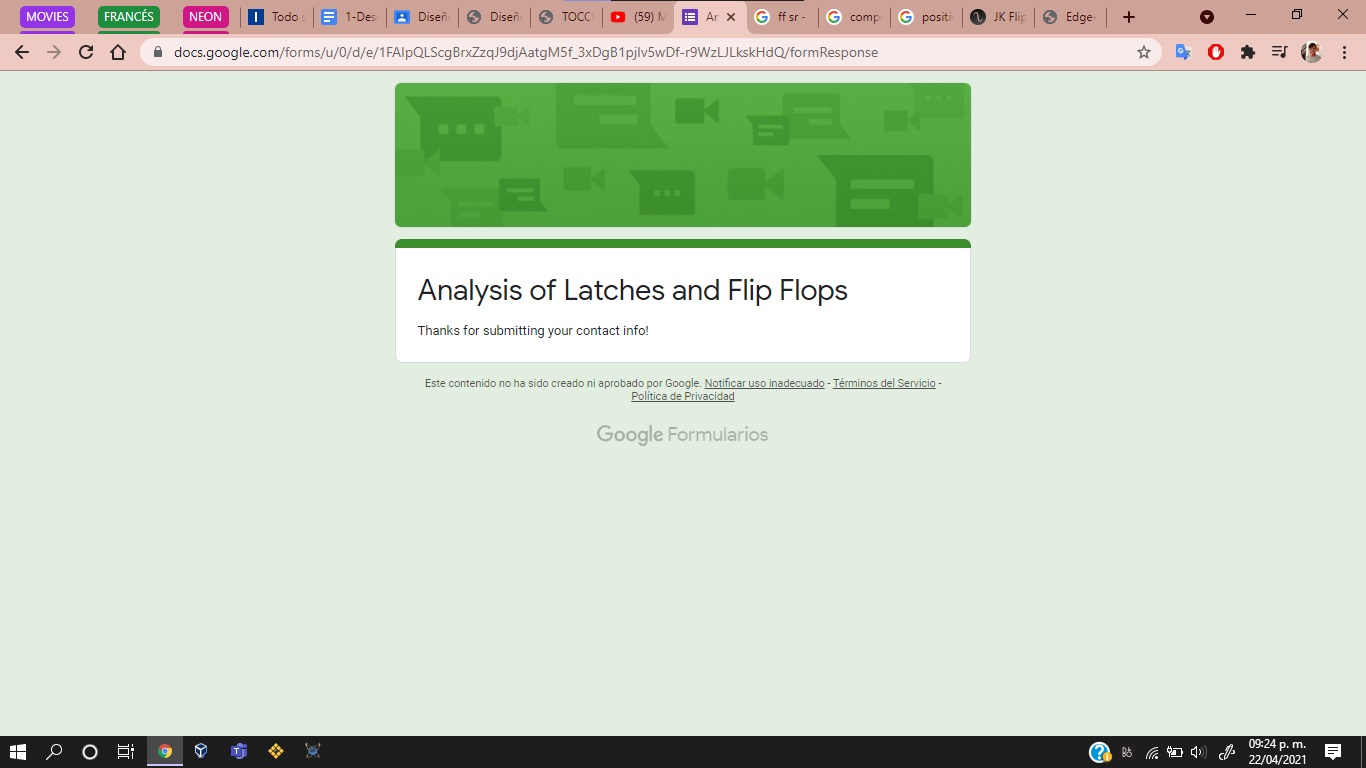 MOVIES FRANCÉS NEON Todo s 1-Des Diseñ Diseñ TOCCI (59) M Ar ff sr - comp positiv JK Flip Edge-
docs.google.com/forms/u/0/d/e/1FAIpQLScgBrxZzqJ9djAatgM5f_3xDgB1pjlv5wDf-r9WzLJLkskHdQ/formResponse
Analysis of Latches and Flip Flops
Thanks for submitting your contact info!
Este contenido no ha sido creado ni aprobado por Google. Notificar uso inadecuado - Términos del Servicio -
Política de Privacidad
Google Formularios
09:24 p. m.
22/04/2021